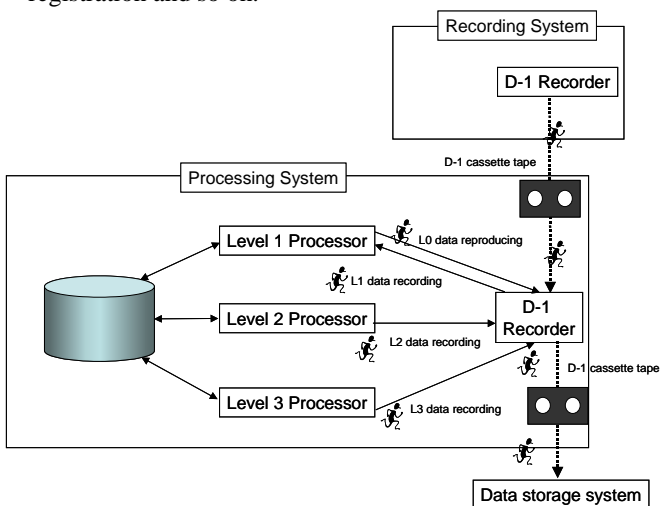 registration and so on.
Recording System
D-1 Recorder
D-1 cassette tape
Processing System
Level 1 Processor
L0 data reproducing
L1 data recording
D-1
Recorder
Level 2 Processor
L2 data recording
D-1 cassette tape
Level 3 Processor
L3 data recording
Data storage system